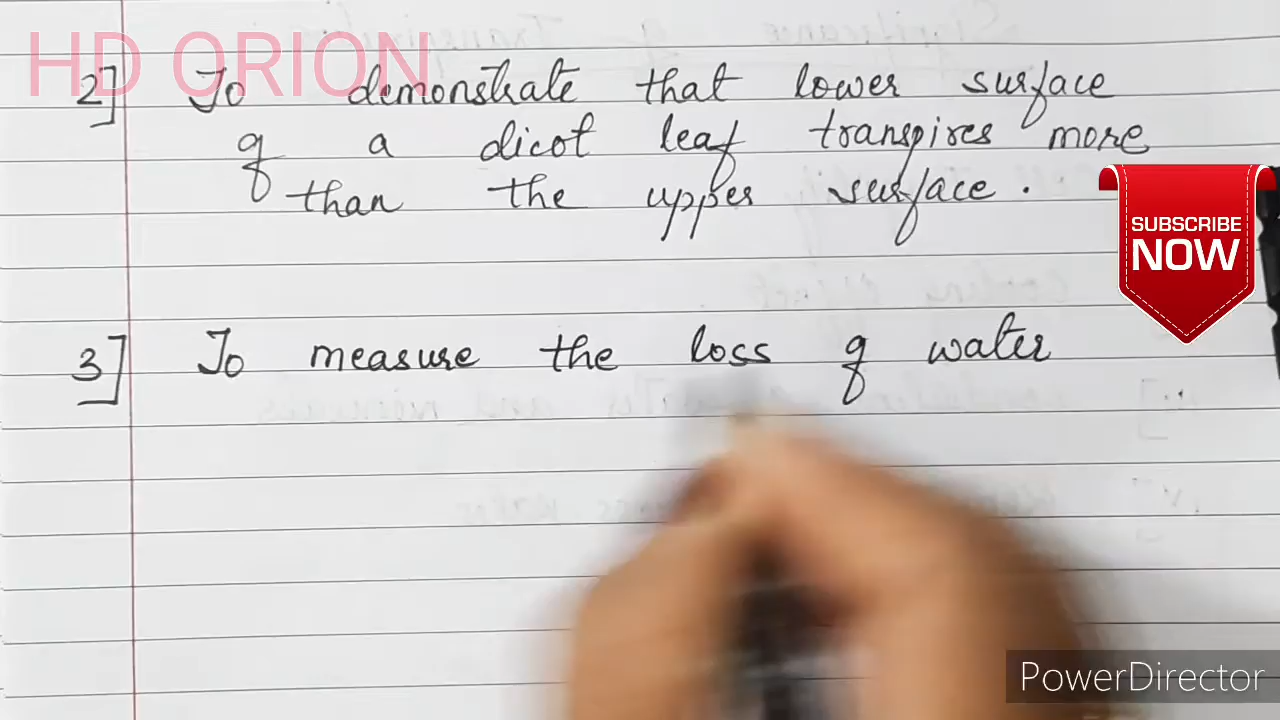 HD ORION
2] To demonstrate that lower surface
of a dicot leaf transpires more
than the upper surface.
SUBSCRIBE
NOW
3] To measure the loss of water
PowerDirector